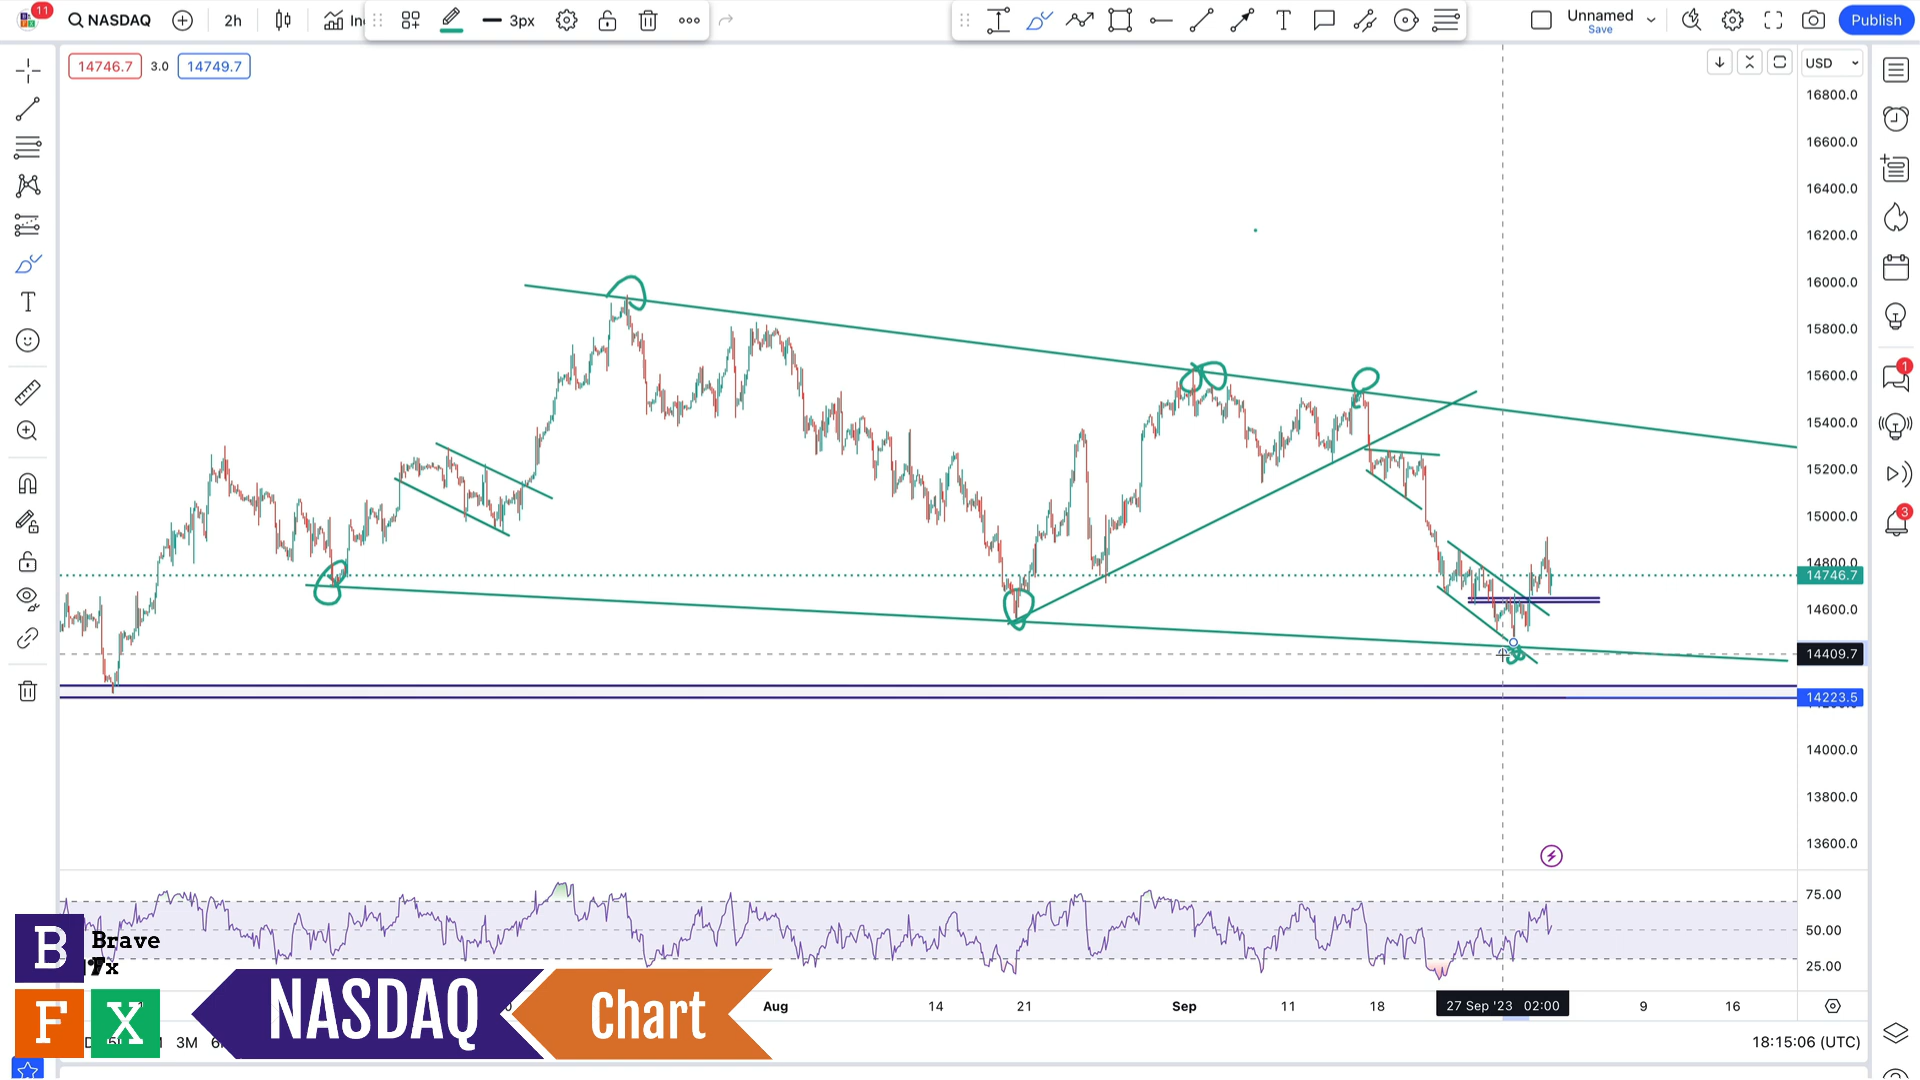 11
NASDAQ
2h
In
3px
Unnamed
Save
Publish
14746.7
3.0
14749.7
USD
16800.0
16600.0
16400.0
16200.0
16000.0
15800.0
15600.0
15400.0
15200.0
15000.0
14800.0
14746.7
14600.0
14409.7
14223.5
14000.0
13800.0
13600.0
1
3
75.00
50.00
25.00
B
Brave
Fx
F
X
NASDAQ
Chart
Aug
14
21
Sep
11
18
27 Sep '23 02:00
9
16
3M
18:15:06 (UTC)